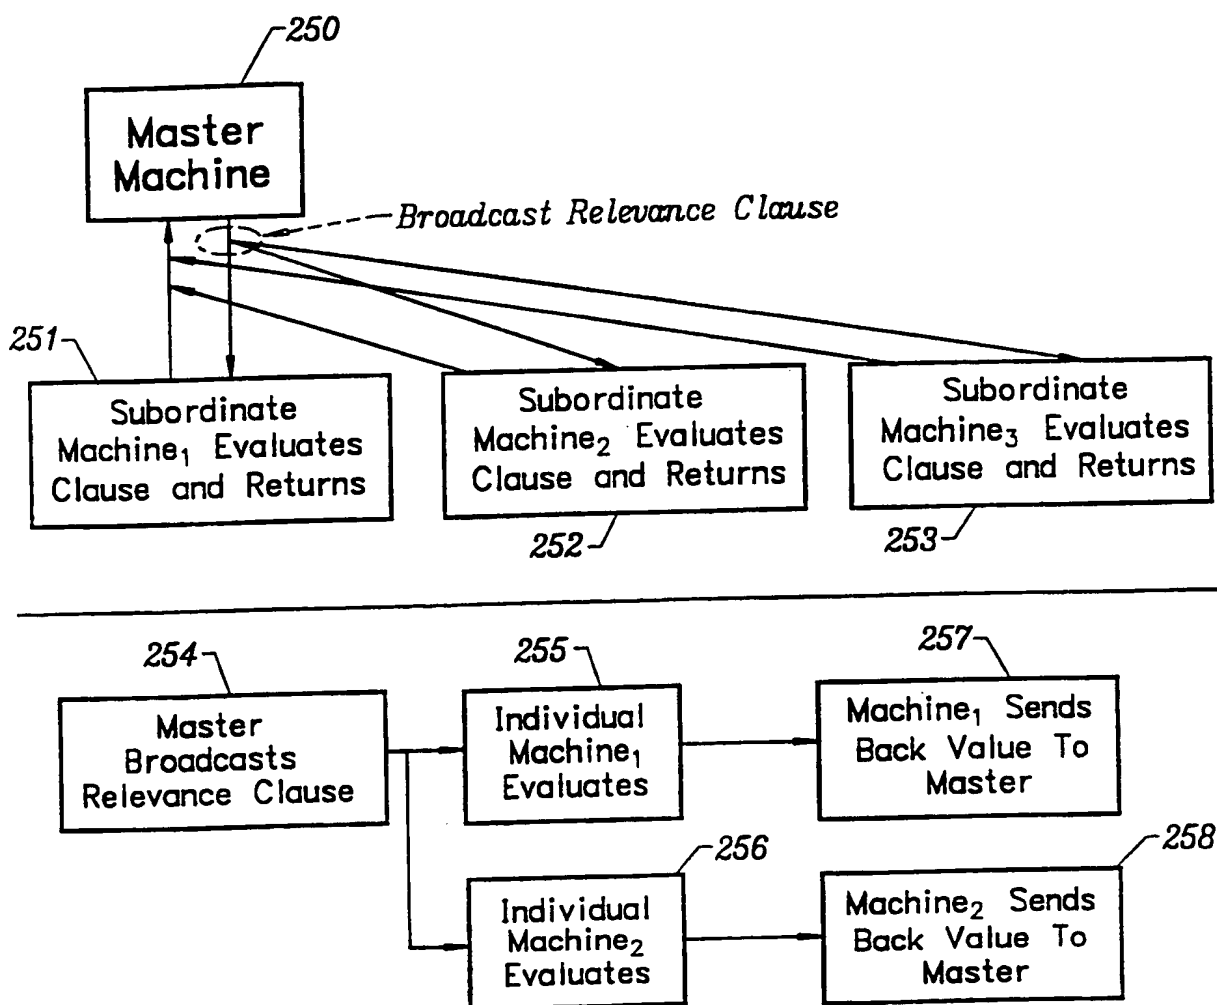 250
Master
Machine
Broadcast Relevance Clause
251
Subordinate
Machine₁ Evaluates
Clause and Returns
Subordinate
Machine₂ Evaluates
Clause and Returns
Subordinate
Machine₃ Evaluates
Clause and Returns
252
253
254
255
257
Master
Broadcasts
Relevance Clause
Individual
Machine₁
Evaluates
Machine₁ Sends
Back Value To
Master
256
258
Individual
Machine₂
Evaluates
Machine₂ Sends
Back Value To
Master